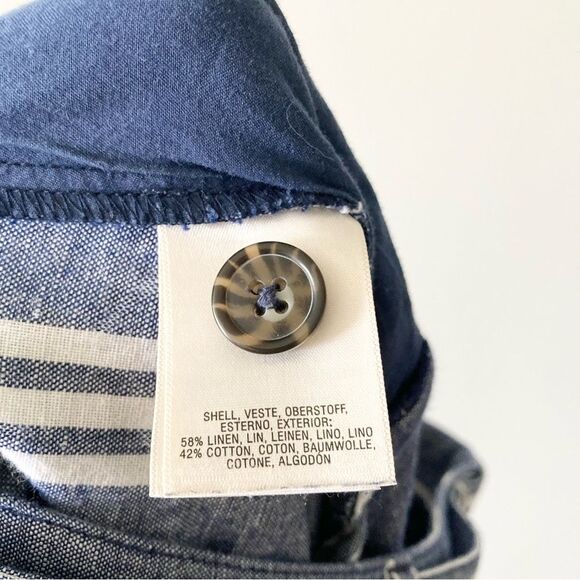 SHELL, VESTE, OBERSTOFF,
ESTERNO, EXTERIOR:
58% LINEN, LIN, LEINEN, LINO, LINO
42% COTTON, COTON, BAUMWOLLE,
COTONE, ALGODÓN